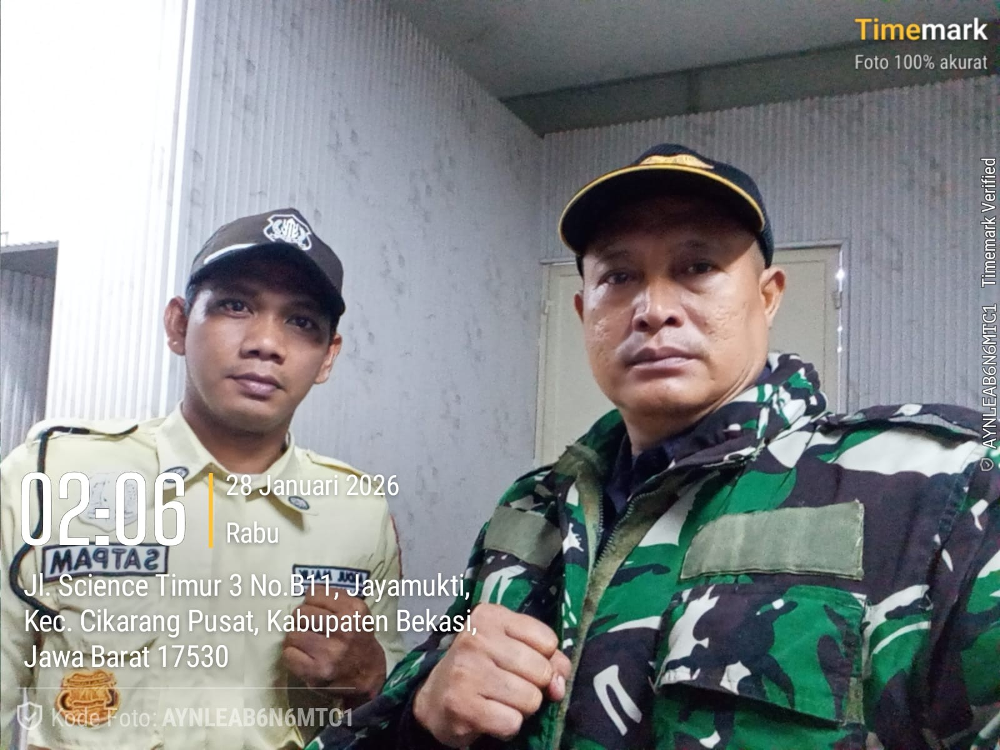 Timemark
Foto 100% akurat
AYNLEAB6N6MTC1 Timemark Verified
02:06
28 Januari 2026
Rabu
SATPAM
Jl. Science Timur 3 No.B11, Jayamukti,
Kec. Cikarang Pusat, Kabupaten Bekasi,
Jawa Barat 17530
Kode Foto: AYNLEAB6N6MTC1